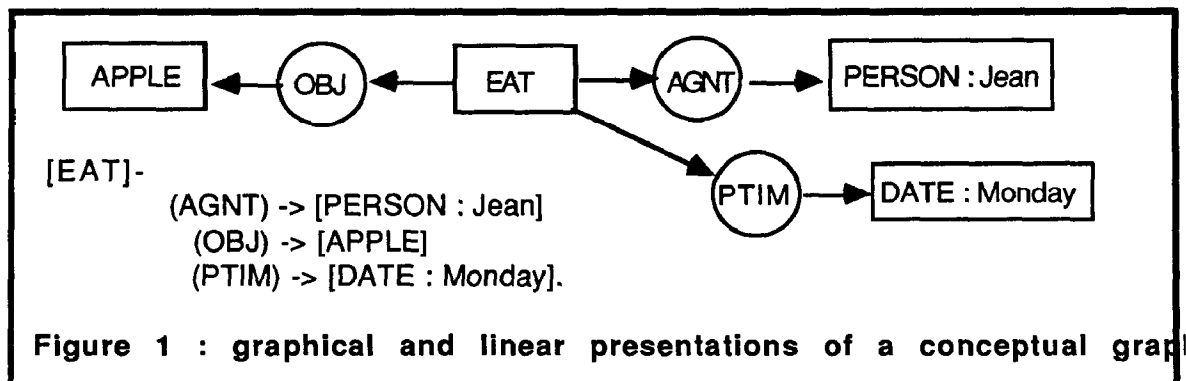 APPLE OBJ EAT AGNT PERSON : Jean
PTIM DATE : Monday
[EAT]-
(AGNT) -> [PERSON : Jean]
(OBJ) -> [APPLE]
(PTIM) -> [DATE : Monday].
Figure 1 : graphical and linear presentations of a conceptual grap